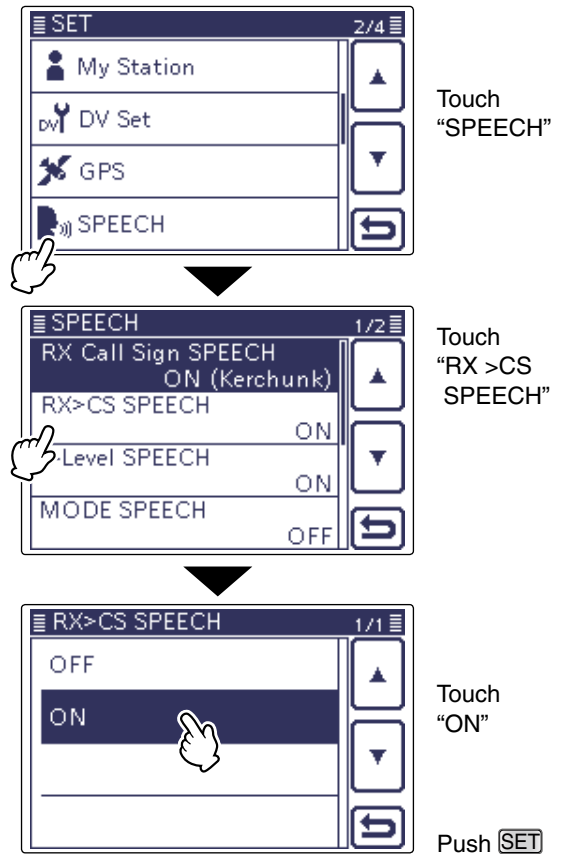 SET 2/4
My Station
DV DV Set
GPS
SPEECH
Touch
“SPEECH”
SPEECH 1/2
RX Call Sign SPEECH
ON (Kerchunk)
RX>CS SPEECH
ON
-Level SPEECH
ON
MODE SPEECH
OFF
Touch
“RX >CS
SPEECH”
RX>CS SPEECH 1/1
OFF
ON
Touch
“ON”
Push SET